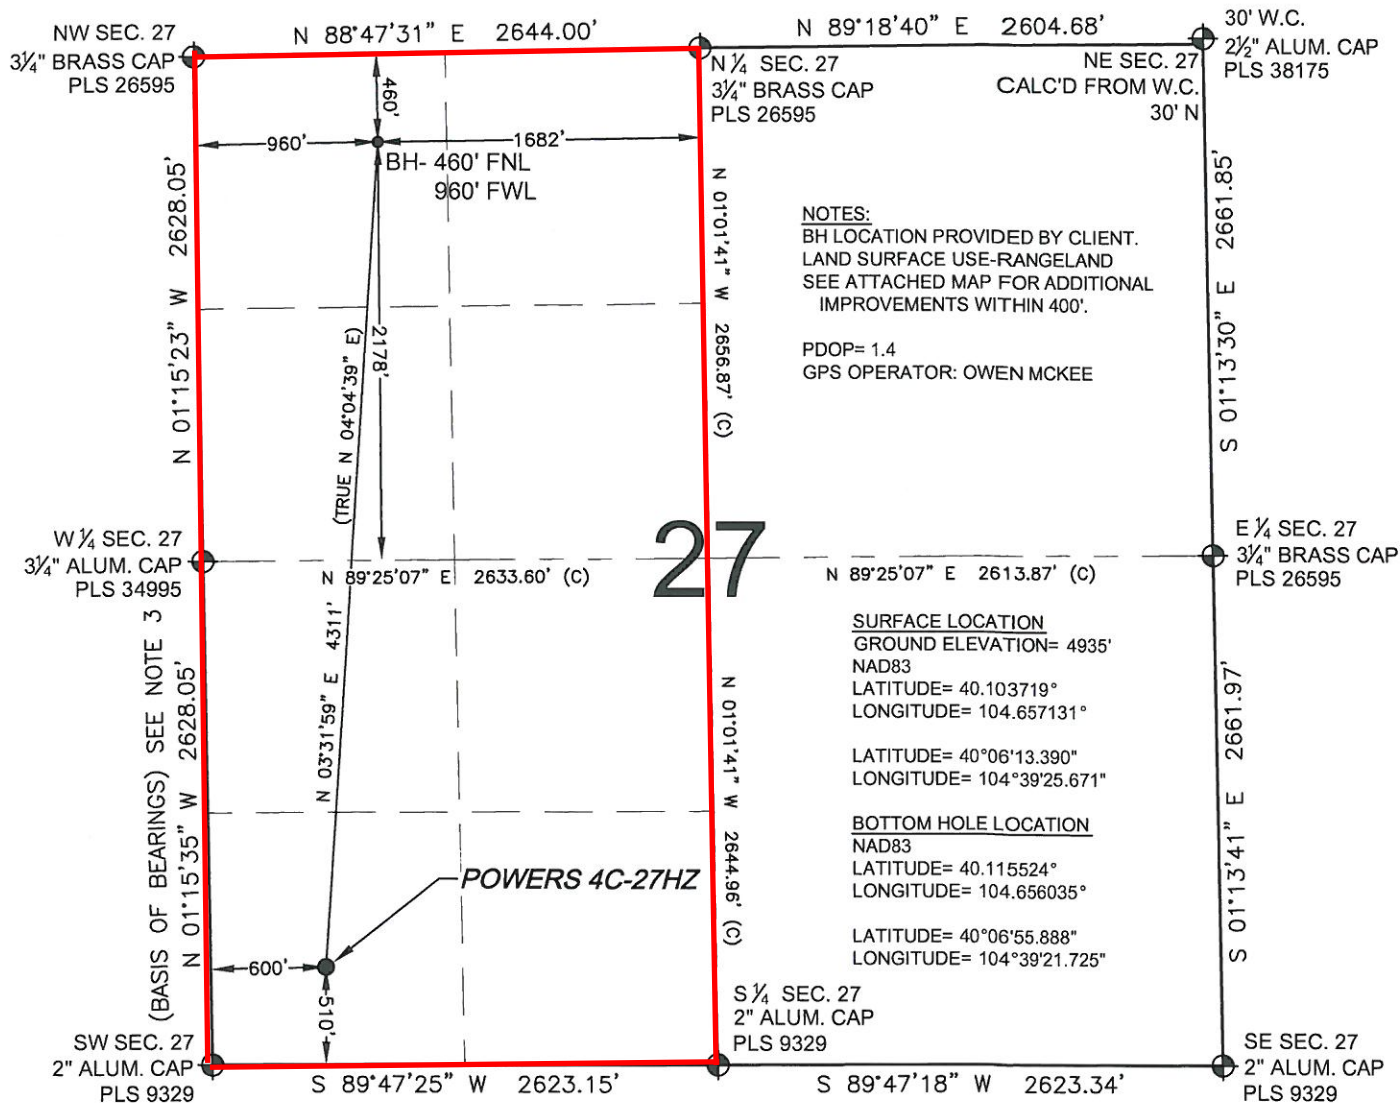 NW SEC. 27
3¼" BRASS CAP
PLS 26595
N 88°47'31" E 2644.00'
N ¼ SEC. 27
3¼" BRASS CAP
PLS 26595
N 89°18'40" E 2604.68'
NE SEC. 27
CALC'D FROM W.C.
30' N
30' W.C.
2½" ALUM. CAP
PLS 38175
460'
960'
1682'
BH- 460' FNL
960' FWL
N 01°15'23" W 2628.05'
N 01°01'41" W 2656.87' (C)
S 01°13'30" E 2661.85'
NOTES:
BH LOCATION PROVIDED BY CLIENT.
LAND SURFACE USE-RANGELAND
SEE ATTACHED MAP FOR ADDITIONAL
IMPROVEMENTS WITHIN 400'.
PDOP= 1.4
GPS OPERATOR: OWEN MCKEE
(TRUE N 04°04'39" E)
2178'
27
W ¼ SEC. 27
3¼" ALUM. CAP
PLS 34995
N 89°25'07" E 2633.60' (C)
N 89°25'07" E 2613.87' (C)
E ¼ SEC. 27
3¼" BRASS CAP
PLS 26595
N 03°31'59" E 4311'
(BASIS OF BEARINGS) SEE NOTE 3
N 01°15'35" W 2628.05'
N 01°01'41" W 2644.96' (C)
S 01°13'41" E 2661.97'
SURFACE LOCATION
GROUND ELEVATION= 4935'
NAD83
LATITUDE= 40.103719°
LONGITUDE= 104.657131°
LATITUDE= 40°06'13.390"
LONGITUDE= 104°39'25.671"
BOTTOM HOLE LOCATION
NAD83
LATITUDE= 40.115524°
LONGITUDE= 104.656035°
LATITUDE= 40°06'55.888"
LONGITUDE= 104°39'21.725"
POWERS 4C-27HZ
600'
510'
SW SEC. 27
2" ALUM. CAP
PLS 9329
S 89°47'25" W 2623.15'
S ¼ SEC. 27
2" ALUM. CAP
PLS 9329
S 89°47'18" W 2623.34'
SE SEC. 27
2" ALUM. CAP
PLS 9329